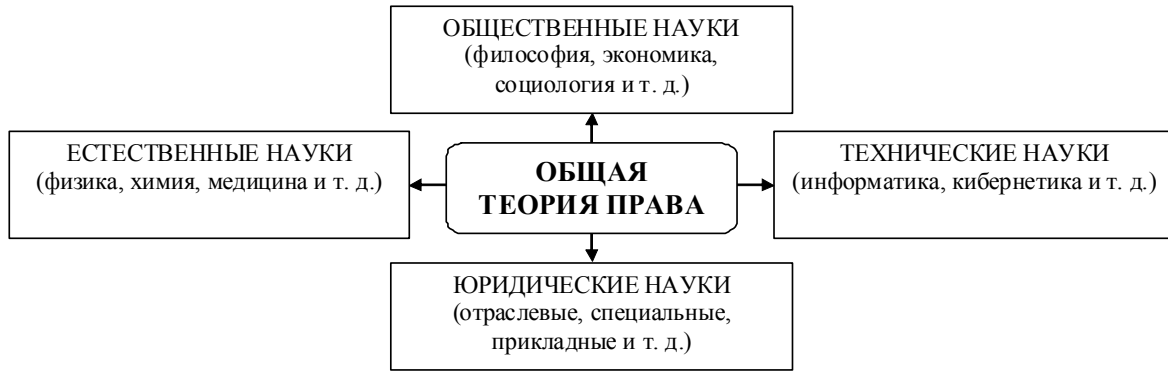 ОБЩЕСТВЕННЫЕ НАУКИ
(философия, экономика,
социология и т. д.)
ЕСТЕСТВЕННЫЕ НАУКИ
(физика, химия, медицина и т. д.)
ОБЩАЯ
ТЕОРИЯ ПРАВА
ТЕХНИЧЕСКИЕ НАУКИ
(информатика, кибернетика и т. д.)
ЮРИДИЧЕСКИЕ НАУКИ
(отраслевые, специальные,
прикладные и т. д.)